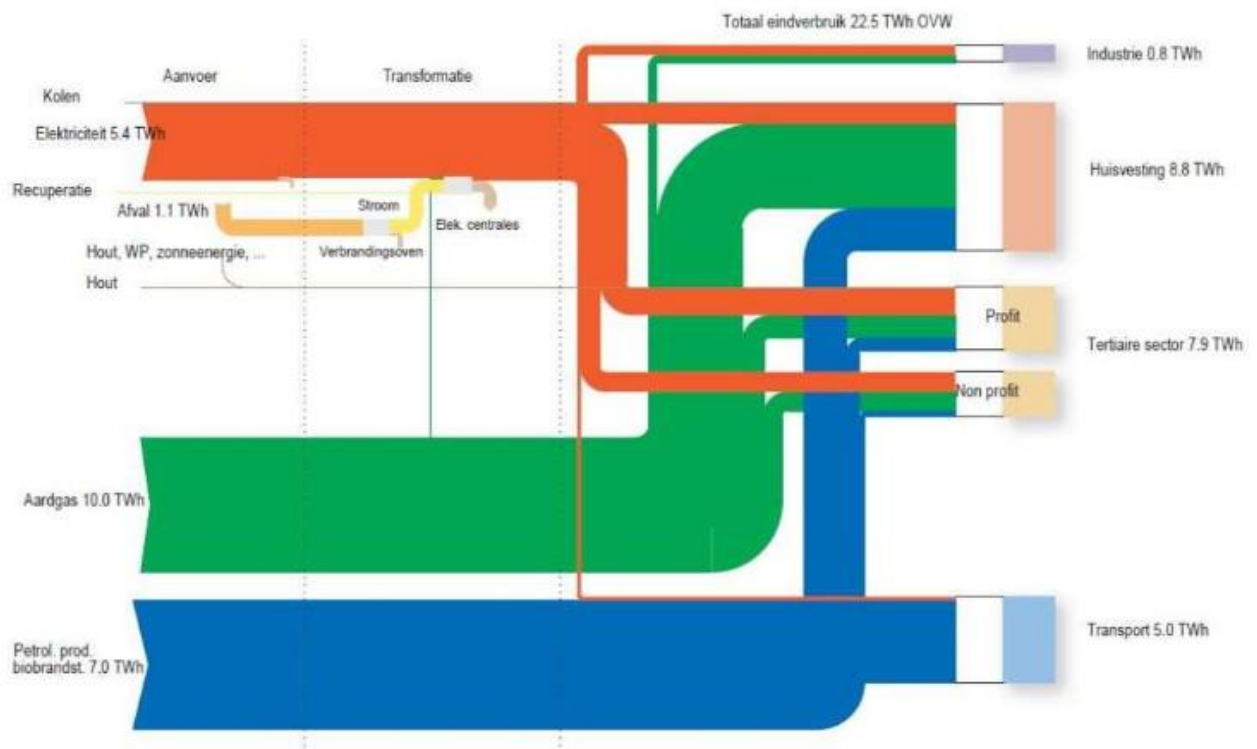 Totaal eindverbruik 22.5 TWh OVW
Aanvoer
Transformatie
Industrie 0.8 TWh
Kolen
Elektriciteit 5.4 TWh
Huisvesting 8.8 TWh
Recuperatie
Afval 1.1 TWh
Stroom
Elek. centrales
Hout, WP, zonneenergie, ...
Verbrandingsoven
Hout
Profit
Tertiaire sector 7.9 TWh
Non profit
Aardgas 10.0 TWh
Transport 5.0 TWh
Petrol. prod.
biobrandst. 7.0 TWh